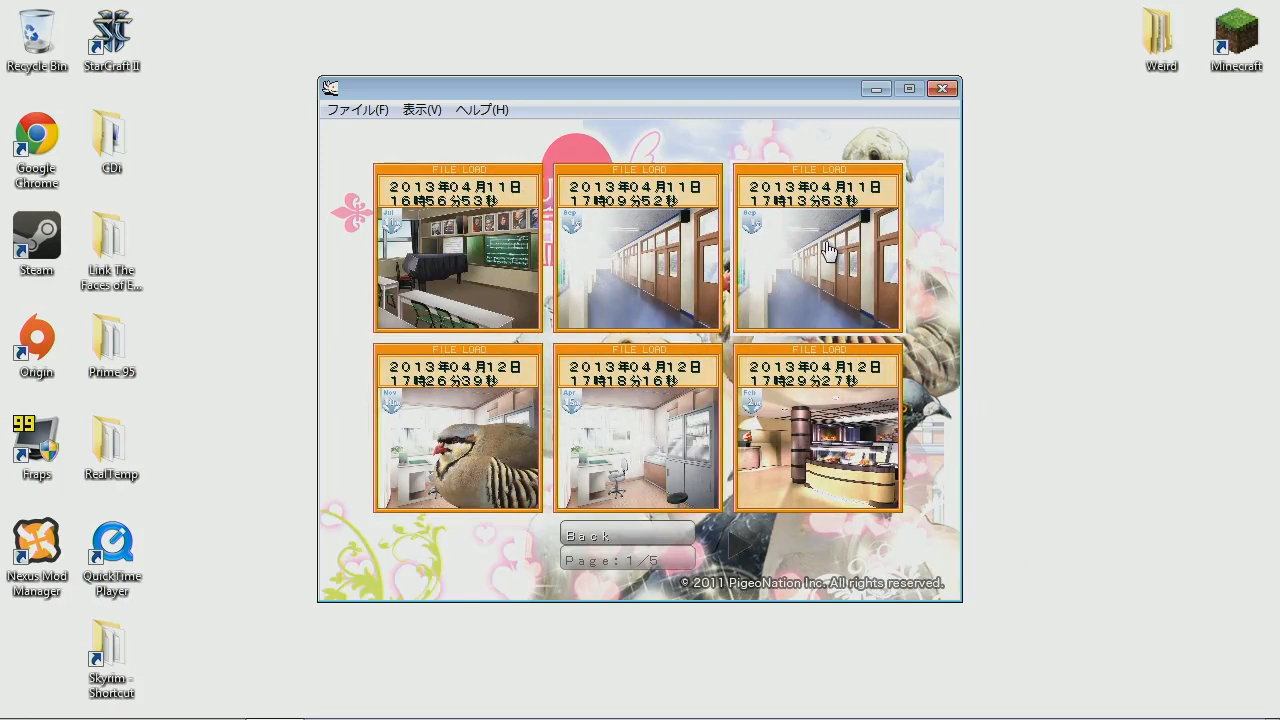 Recycle Bin
StarCraft II
Weird
Minecraft
ファイル(F) 表示(V) ヘルプ(H)
Google
Chrome
CDi
FILE LOAD
2013年04月11日
16時56分53秒
Jul
FILE LOAD
2013年04月11日
17時09分52秒
Sep
FILE LOAD
2013年04月11日
17時13分53秒
Sep
Steam
Link The
Faces of E...
Origin
Prime 95
FILE LOAD
2013年04月12日
17時26分39秒
Nov
FILE LOAD
2013年04月12日
17時18分16秒
Apr
FILE LOAD
2013年04月12日
17時29分27秒
Feb
99
Fraps
RealTemp
Back
Page: 1/5
© 2011 PigeoNation Inc. All rights reserved.
Nexus Mod
Manager
QuickTime
Player
Skyrim -
Shortcut